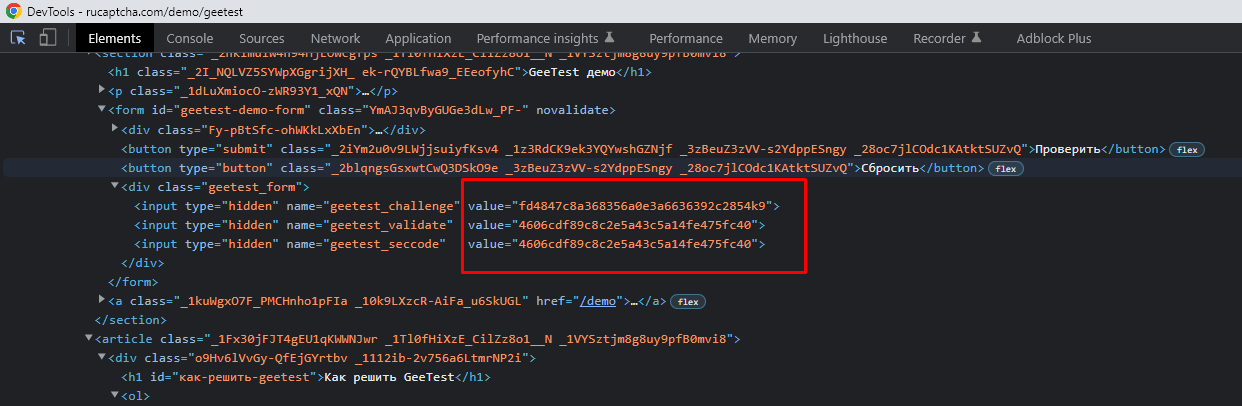 DevTools - rucaptcha.com/demo/geetest
Elements Console Sources Network Application Performance insights Performance Memory Lighthouse Recorder Adblock Plus
<h1 class="_2I_NQLVZ5SYWpXGgrijXH_ ek-rQYBLfwa9_EEeofyhC">GeeTest демо</h1>
<p class="_1dLuXmiocO-zWR93Y1_xQN">…</p>
<form id="geetest-demo-form" class="YmAJ3qvByGUGe3dLw_PF-" novalidate>
<div class="Fy-pBtSfc-ohWKkLxXbEn">…</div>
<button type="submit" class="_2iYm2u0v9LWjjsuiyfKsv4 _1z3RdCK9ek3YQYwshGZNjf _3zBeuZ3zVV-s2YdppESngy _28oc7jlCOdc1KAtktSUZvQ">Проверить</button> flex
<button type="button" class="_2blqngsGsxwtCwQ3DSkO9e _3zBeuZ3zVV-s2YdppESngy _28oc7jlCOdc1KAtktSUZvQ">Сбросить</button> flex
<div class="geetest_form">
<input type="hidden" name="geetest_challenge" value="fd4847c8a368356a0e3a6636392c2854k9">
<input type="hidden" name="geetest_validate" value="4606cdf89c8c2e5a43c5a14fe475fc40">
<input type="hidden" name="geetest_seccode" value="4606cdf89c8c2e5a43c5a14fe475fc40">
</div>
</form>
<a class="_1kuWgxO7F_PMCHnho1pFIa _10k9LXzcR-AiFa_u6SkUGL" href="/demo">…</a> flex
</section>
<article class="_1Fx30jFJT4gEU1qKWWNJwr _1Tl0fHiXzE_CilZz8o1__N _1VYSztjm8g8uy9pfB0mvi8">
<div class="o9Hv6lVvGy-QfEjGYrtbv _1112ib-2v756a6LtmrNP2i">
<h1 id="как-решить-geetest">Как решить GeeTest</h1>
<ol>